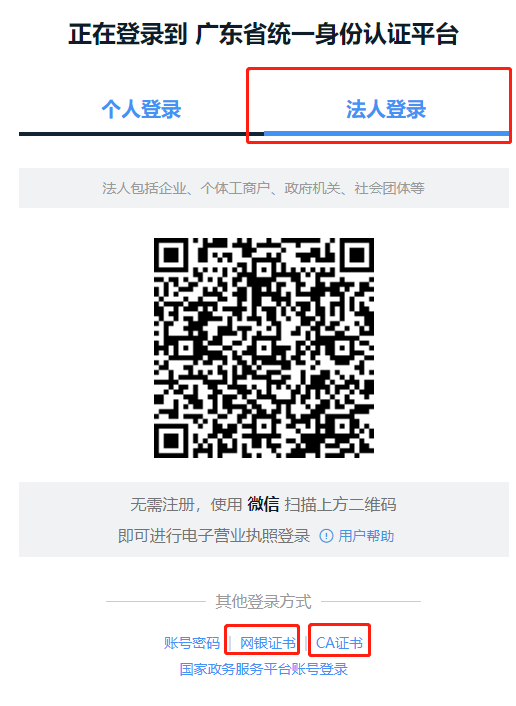 正在登录到 广东省统一身份认证平台
个人登录 法人登录
法人包括企业、个体工商户、政府机关、社会团体等
无需注册，使用 微信 扫描上方二维码
即可进行电子营业执照登录 用户帮助
其他登录方式
账号密码 | 网银证书 | CA证书
国家政务服务平台账号登录